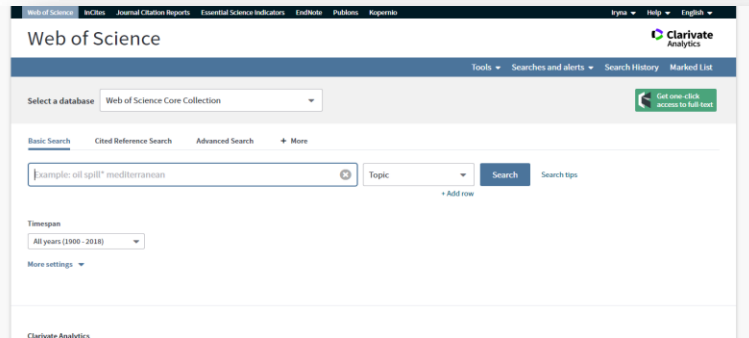 Web of Science InCites Journal Citation Reports Essential Science Indicators EndNote Publons Kopernio Iryna Help English
Web of Science
Clarivate
Analytics
Tools Searches and alerts Search History Marked List
Select a database Web of Science Core Collection
Get one-click
access to full-text
Basic Search Cited Reference Search Advanced Search + More
Example: oil spill* mediterranean Topic Search Search tips
+ Add row
Timespan
All years (1900 - 2018)
More settings
Clarivate Analytics